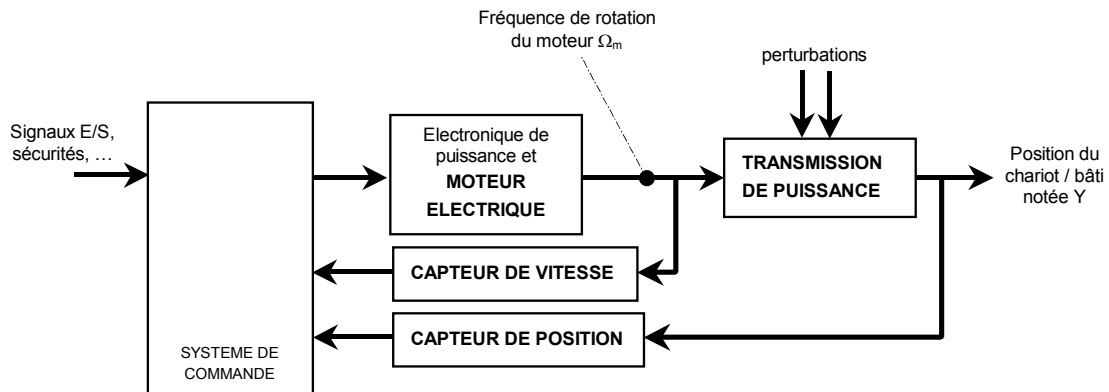 Fréquence de rotation
du moteur Ωm
perturbations
Signaux E/S,
sécurités, …
Electronique de
puissance et
MOTEUR
ELECTRIQUE
TRANSMISSION
DE PUISSANCE
Position du
chariot / bâti
notée Y
CAPTEUR DE VITESSE
CAPTEUR DE POSITION
SYSTEME DE
COMMANDE